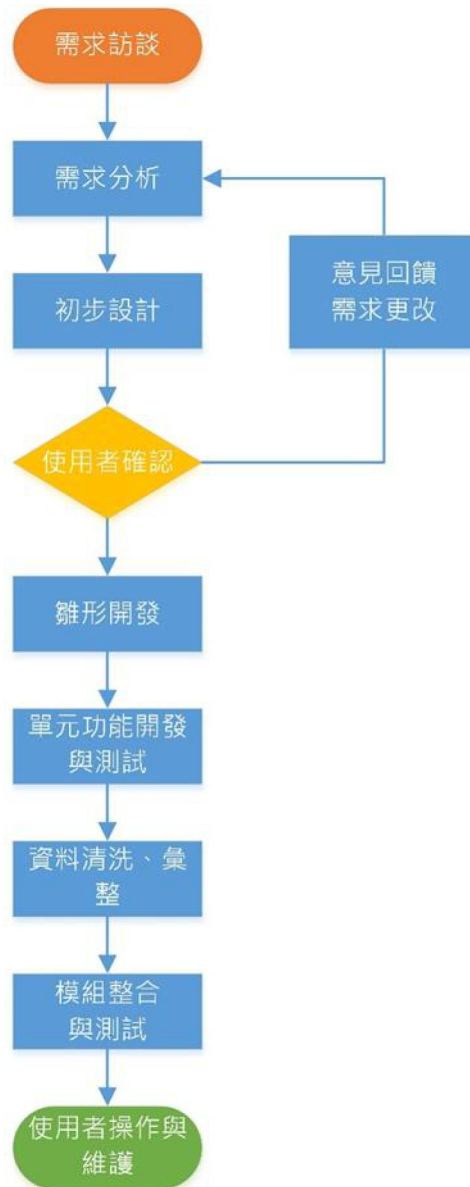 需求訪談
需求分析
意見回饋
需求更改
初步設計
使用者確認
雛形開發
單元功能開發
與測試
資料清洗、彙
整
模組整合
與測試
使用者操作與
維護